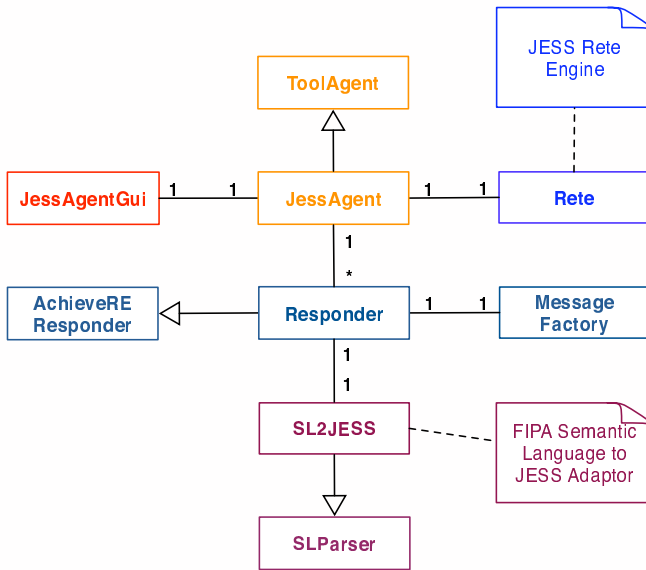 JESS Rete
Engine
ToolAgent
JessAgentGui
1
1
JessAgent
1
1
Rete
1
*
AchieveRE
Responder
Responder
1
1
Message
Factory
1
1
SL2JESS
FIPA Semantic
Language to
JESS Adaptor
SLParser